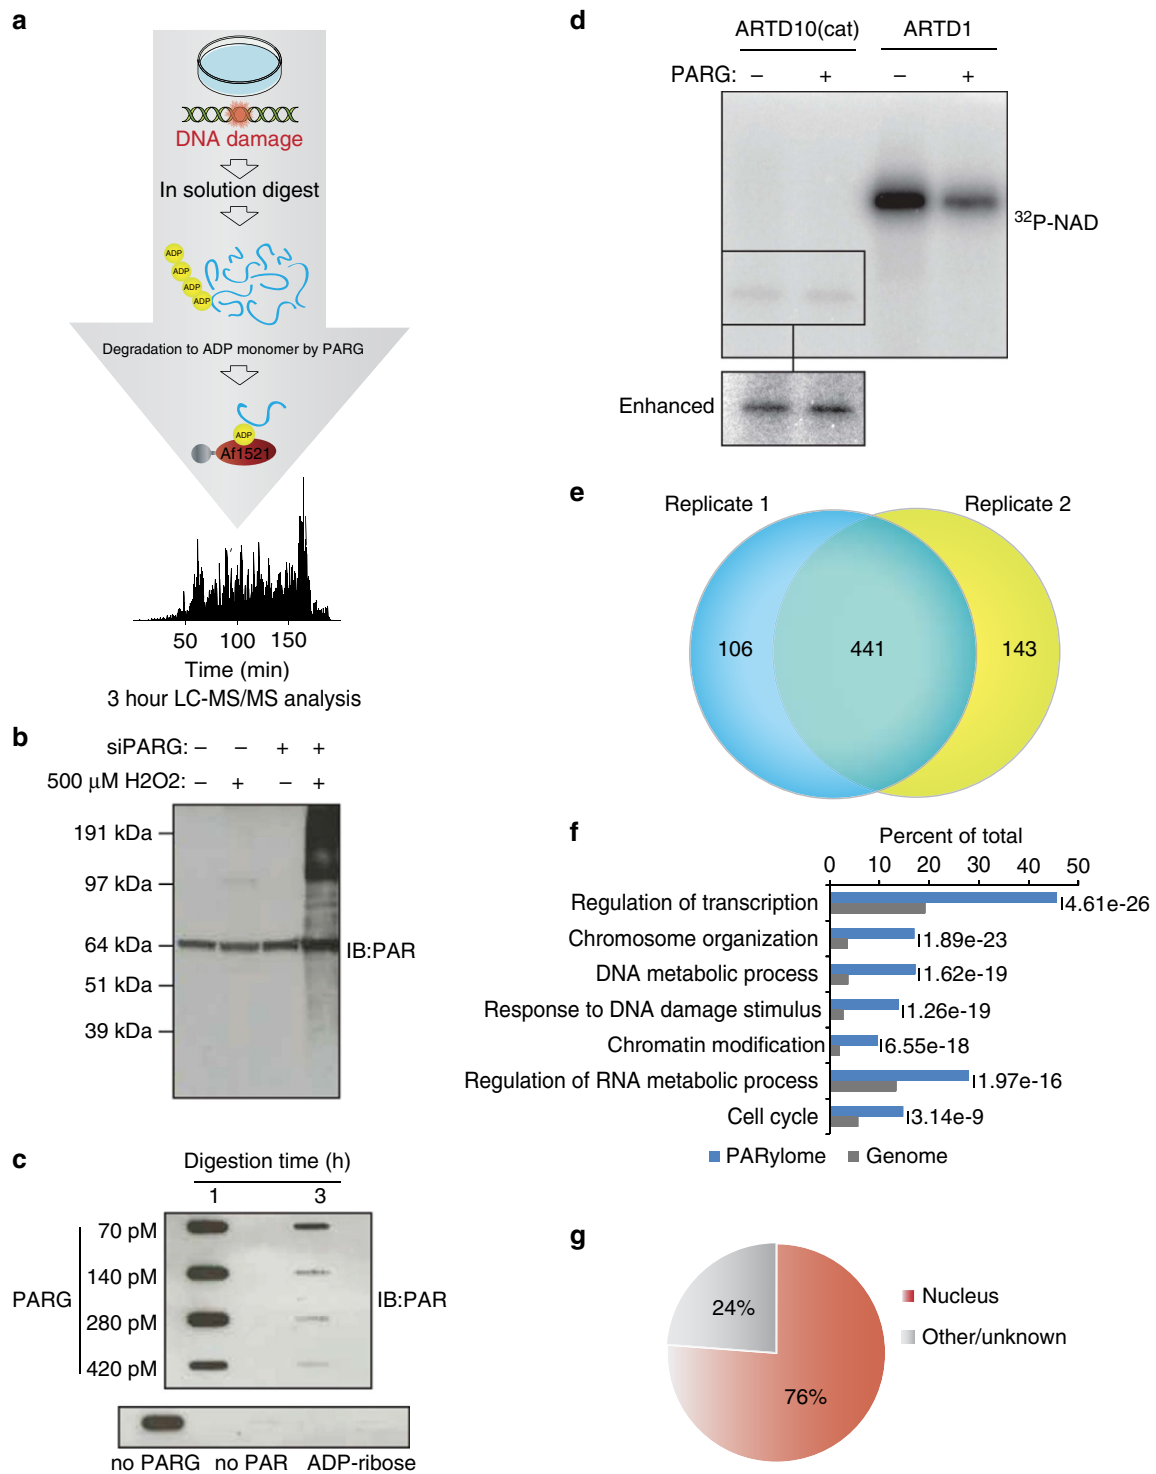 a
DNA damage
In solution digest
ADP
ADP
ADP
ADP
Degradation to ADP monomer by PARG
ADP
Af1521
50 100 150
Time (min)
3 hour LC-MS/MS analysis
b
siPARG: – – + +
500 μM H2O2: – + – +
191 kDa
97 kDa
64 kDa
51 kDa
39 kDa
IB:PAR
c
Digestion time (h)
1 3
PARG
70 pM
140 pM
280 pM
420 pM
IB:PAR
no PARG no PAR ADP-ribose
d
ARTD10(cat) ARTD1
PARG: – + – +
³²P-NAD
Enhanced
e
Replicate 1 Replicate 2
106 441 143
f
Percent of total
0 10 20 30 40 50
Regulation of transcription 4.61e-26
Chromosome organization 1.89e-23
DNA metabolic process 1.62e-19
Response to DNA damage stimulus 1.26e-19
Chromatin modification 6.55e-18
Regulation of RNA metabolic process 1.97e-16
Cell cycle 3.14e-9
PARylome Genome
g
24%
76%
Nucleus
Other/unknown